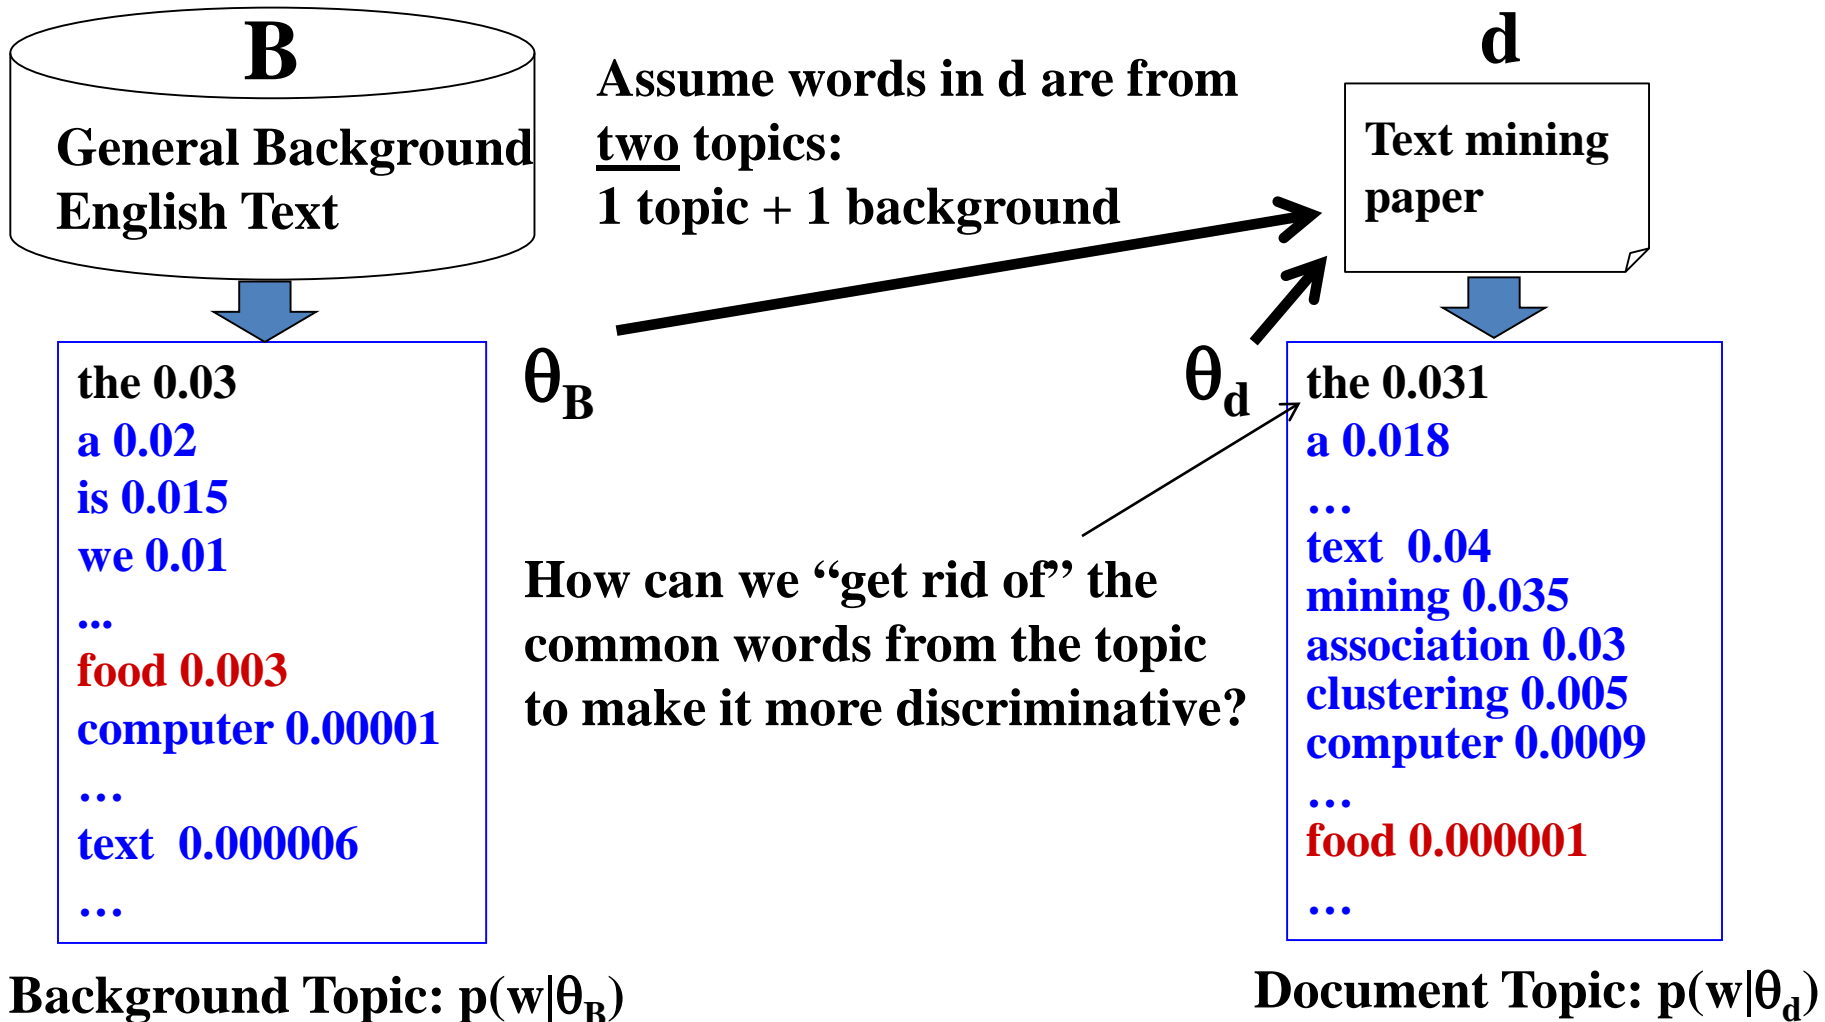 B
General Background
English Text
Assume words in d are from
two topics:
1 topic + 1 background
d
Text mining
paper
θB
θd
the 0.03
a 0.02
is 0.015
we 0.01
...
food 0.003
computer 0.00001
…
text 0.000006
…
How can we “get rid of” the
common words from the topic
to make it more discriminative?
the 0.031
a 0.018
…
text 0.04
mining 0.035
association 0.03
clustering 0.005
computer 0.0009
…
food 0.000001
…
Background Topic: p(w|θB)
Document Topic: p(w|θd)